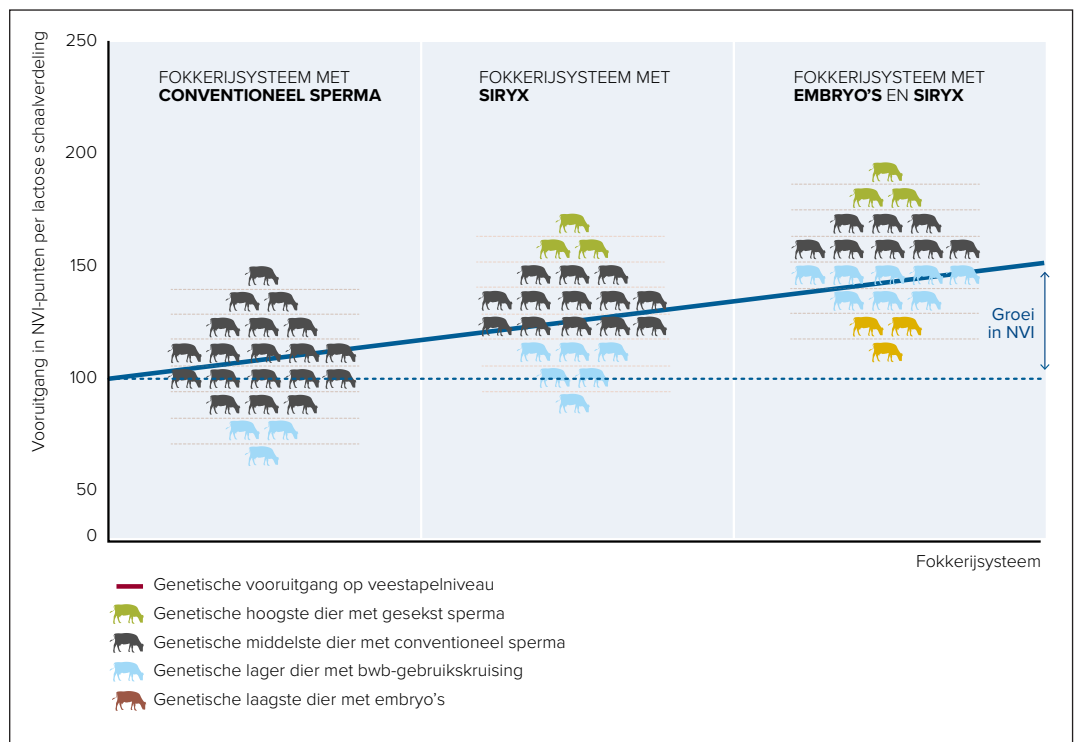 Vooruitgang in NVI-punten per lactose schaalverdeling
250
200
150
100
50
0
FOKKERIJSYSTEEM MET
CONVENTIONEEL SPERMA
FOKKERIJSYSTEEM MET
SIRYX
FOKKERIJSYSTEEM MET
EMBRYO'S EN SIRYX
Groei
in NVI
Fokkerijsysteem
Genetische vooruitgang op veestapelniveau
Genetische hoogste dier met gesekst sperma
Genetische middelste dier met conventioneel sperma
Genetische lager dier met bwb-gebruikskruising
Genetische laagste dier met embryo's